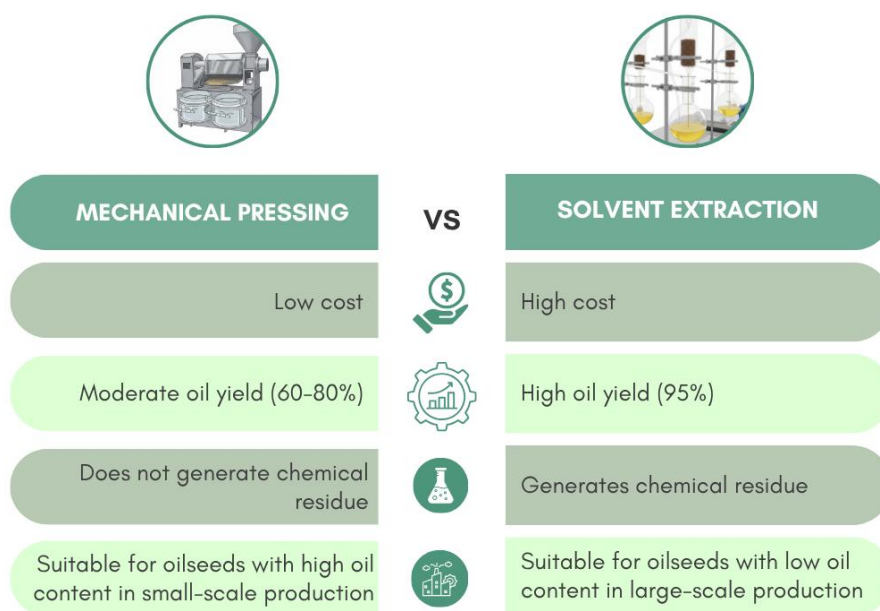 MECHANICAL PRESSING
VS
SOLVENT EXTRACTION
Low cost
$
High cost
Moderate oil yield (60-80%)
High oil yield (95%)
Does not generate chemical
residue
Generates chemical residue
Suitable for oilseeds with high oil
content in small-scale production
Suitable for oilseeds with low oil
content in large-scale production